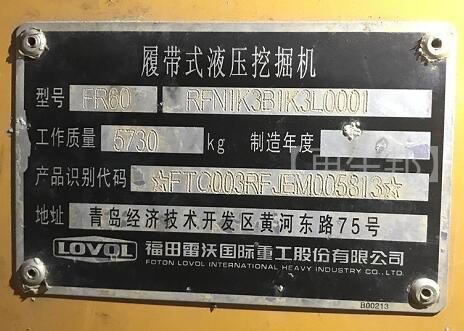 履带式液压挖掘机
型号 FR60 RFN1K3B1K3L0001
工作质量 5730 kg 制造年度
产品识别代码 ☆FTC003RFJEM005813☆
地址 青岛经济技术开发区黄河东路75号
LOVOL 福田雷沃国际重工股份有限公司
FOTON LOVOL INTERNATIONAL HEAVY INDUSTRY CO.,LTD.
B00213